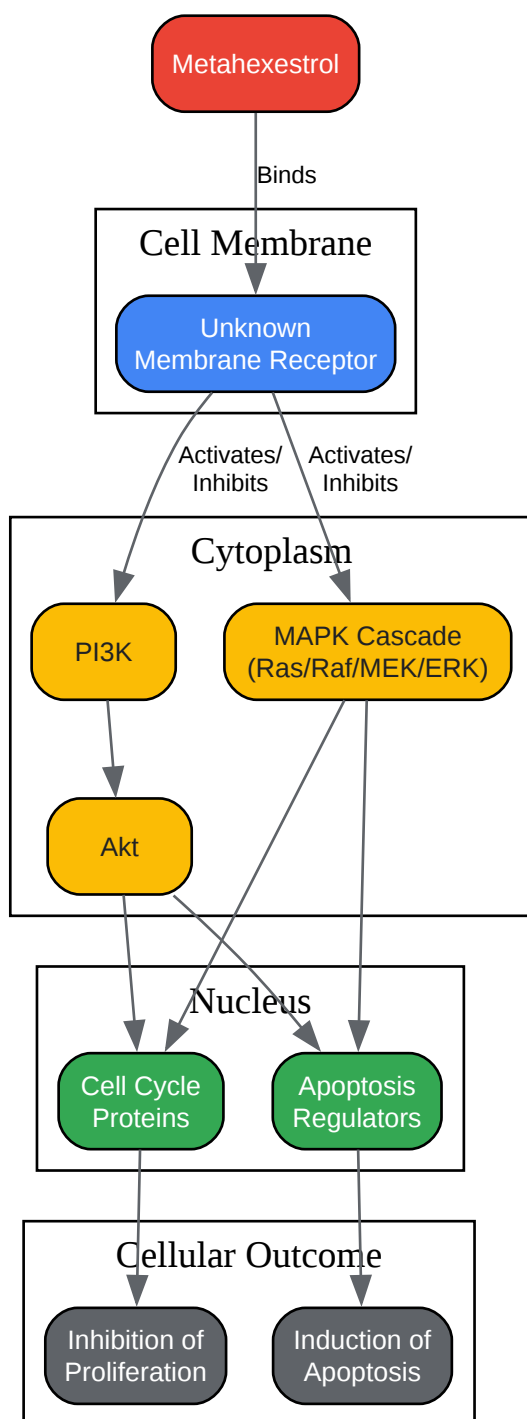 Metahexestrol
Binds
Cell Membrane
Unknown
Membrane Receptor
Activates/
Inhibits
Activates/
Inhibits
Cytoplasm
PI3K
MAPK Cascade
(Ras/Raf/MEK/ERK)
Akt
Nucleus
Cell Cycle
Proteins
Apoptosis
Regulators
Cellular Outcome
Inhibition of
Proliferation
Induction of
Apoptosis